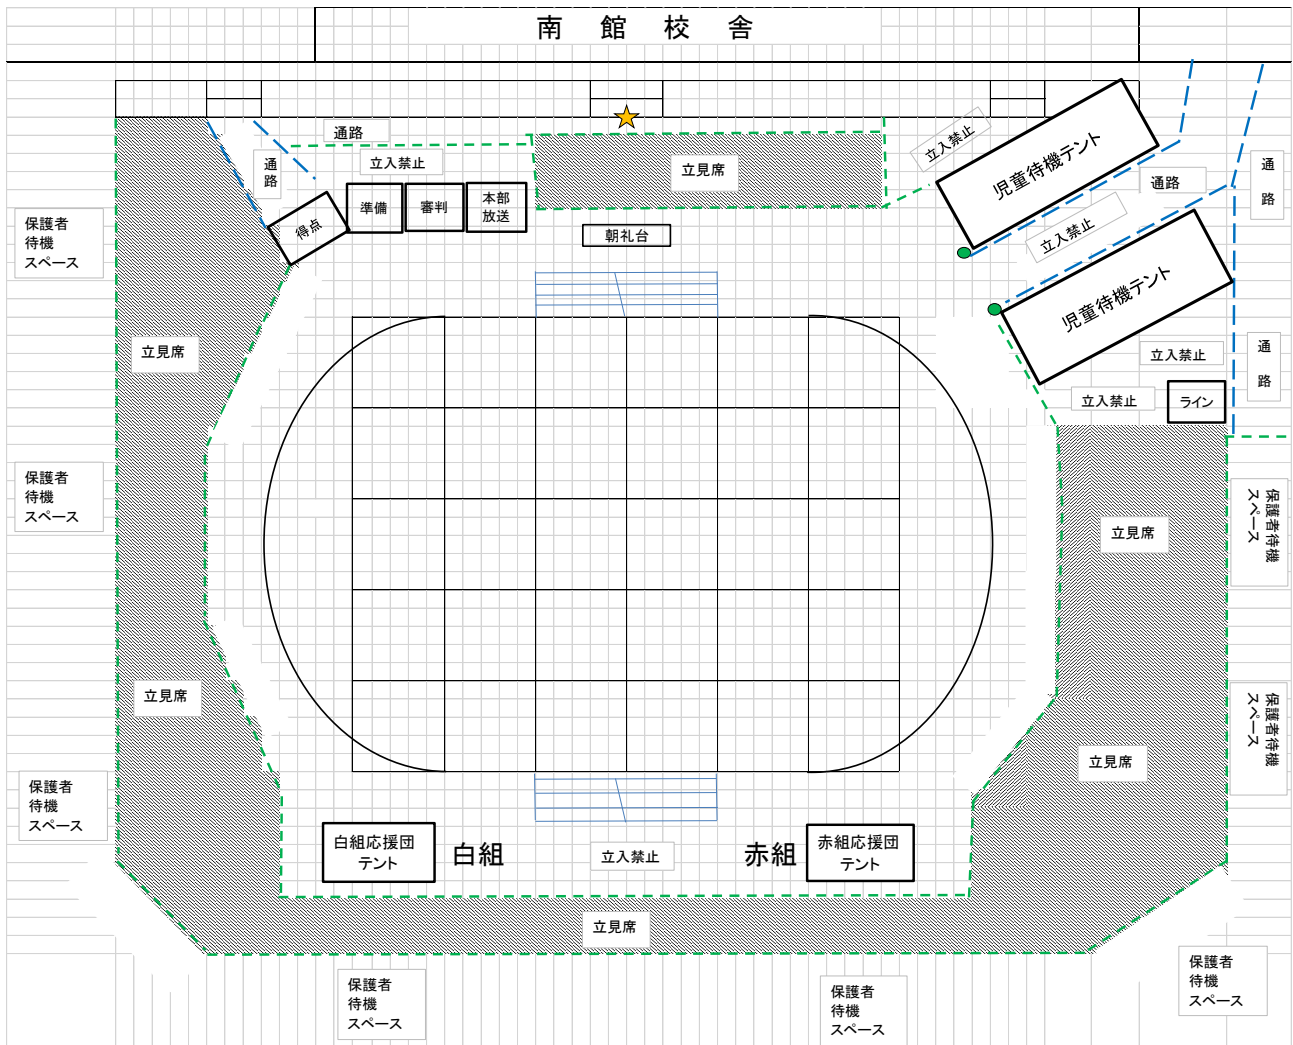 南館校舎
通路
立入禁止
通
路
立見席
立入禁止
児童待機テント
通路
通
路
得点
準備
審判
本部
放送
朝礼台
立入禁止
児童待機テント
保護者
待機
スペース
立見席
立入禁止
通
路
立入禁止
ライン
保護者
待機
スペース
立見席
保護者待機
スペース
立見席
保護者待機
スペース
立見席
保護者
待機
スペース
白組応援団
テント
白組
立入禁止
赤組
赤組応援団
テント
立見席
保護者
待機
スペース
保護者
待機
スペース
保護者
待機
スペース